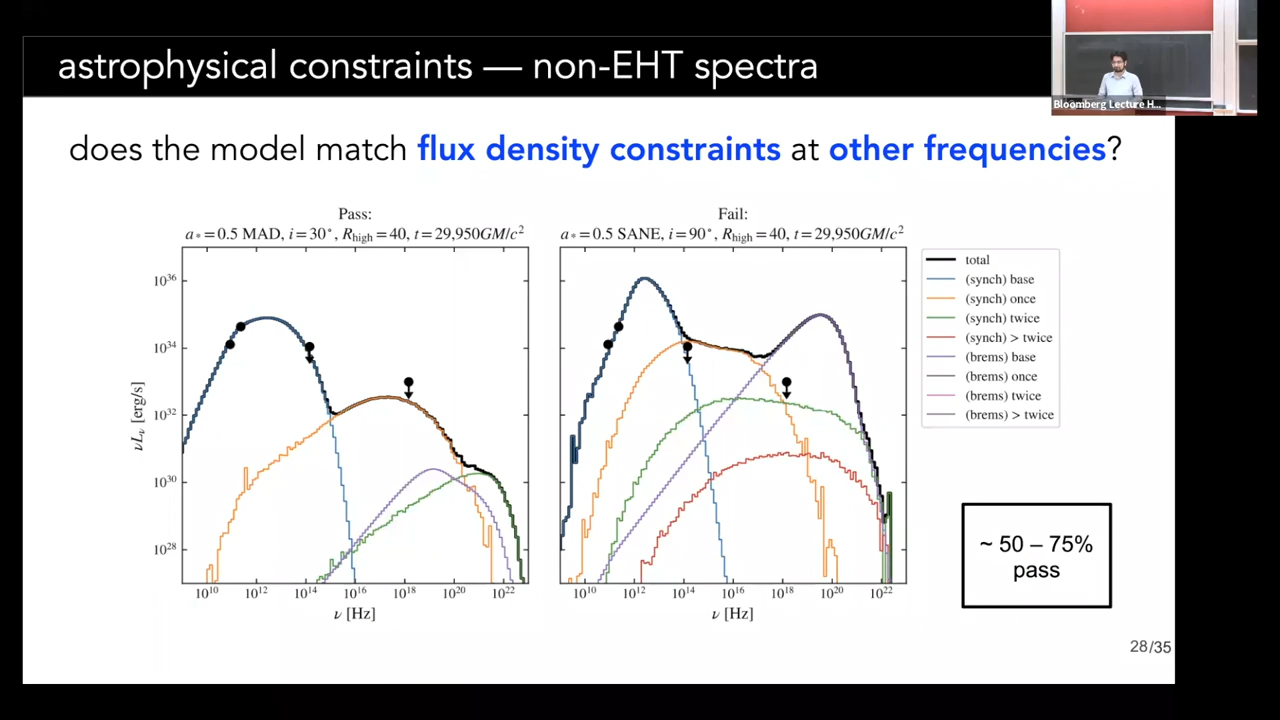 astrophysical constraints — non-EHT spectra
Bloomberg Lecture H...
does the model match flux density constraints at other frequencies?
Pass:
a* = 0.5 MAD, i = 30°, R_high = 40, t = 29,950GM/c²
Fail:
a* = 0.5 SANE, i = 90°, R_high = 40, t = 29,950GM/c²
10³⁶
10³⁴
10³²
10³⁰
10²⁸
νL_ν [erg/s]
10¹⁰ 10¹² 10¹⁴ 10¹⁶ 10¹⁸ 10²⁰ 10²²
ν [Hz]
10¹⁰ 10¹² 10¹⁴ 10¹⁶ 10¹⁸ 10²⁰ 10²²
ν [Hz]
total
(synch) base
(synch) once
(synch) twice
(synch) > twice
(brems) base
(brems) once
(brems) twice
(brems) > twice
~ 50 – 75%
pass
28/35